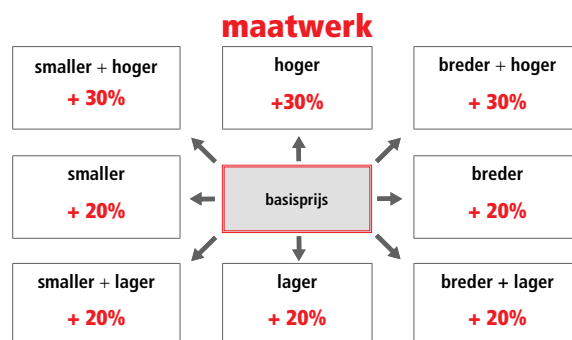 maatwerk
smaller + hoger
+ 30%
hoger
+30%
breder + hoger
+ 30%
smaller
+ 20%
basisprijs
breder
+ 20%
smaller + lager
+ 20%
lager
+ 20%
breder + lager
+ 20%